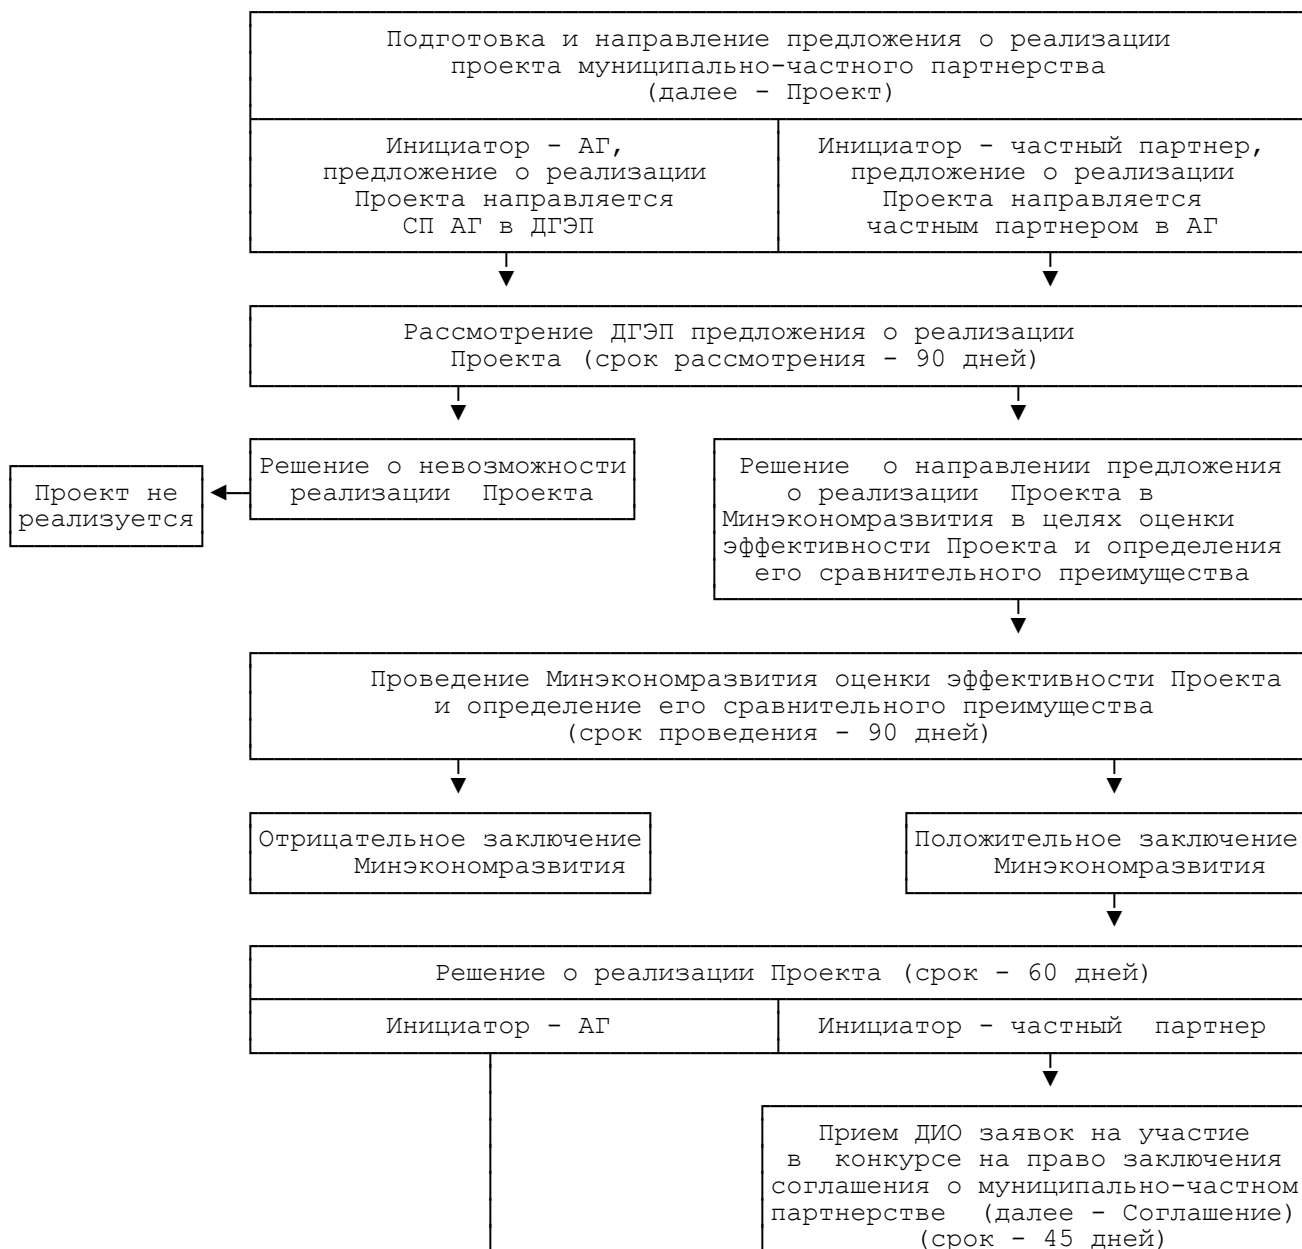 Подготовка и направление предложения о реализации
проекта муниципально-частного партнерства
(далее - Проект)
Инициатор - АГ,
предложение о реализации
Проекта направляется
СП АГ в ДГЭП
Инициатор - частный партнер,
предложение о реализации
Проекта направляется
частным партнером в АГ
Рассмотрение ДГЭП предложения о реализации
Проекта (срок рассмотрения - 90 дней)
Проект не
реализуется
Решение о невозможности
реализации Проекта
Решение о направлении предложения
о реализации Проекта в
Минэкономразвития в целях оценки
эффективности Проекта и определения
его сравнительного преимущества
Проведение Минэкономразвития оценки эффективности Проекта
и определение его сравнительного преимущества
(срок проведения - 90 дней)
Отрицательное заключение
Минэкономразвития
Положительное заключение
Минэкономразвития
Решение о реализации Проекта (срок - 60 дней)
Инициатор - АГ
Инициатор - частный партнер
Прием ДИО заявок на участие
в конкурсе на право заключения
соглашения о муниципально-частном
партнерстве (далее - Соглашение)
(срок - 45 дней)